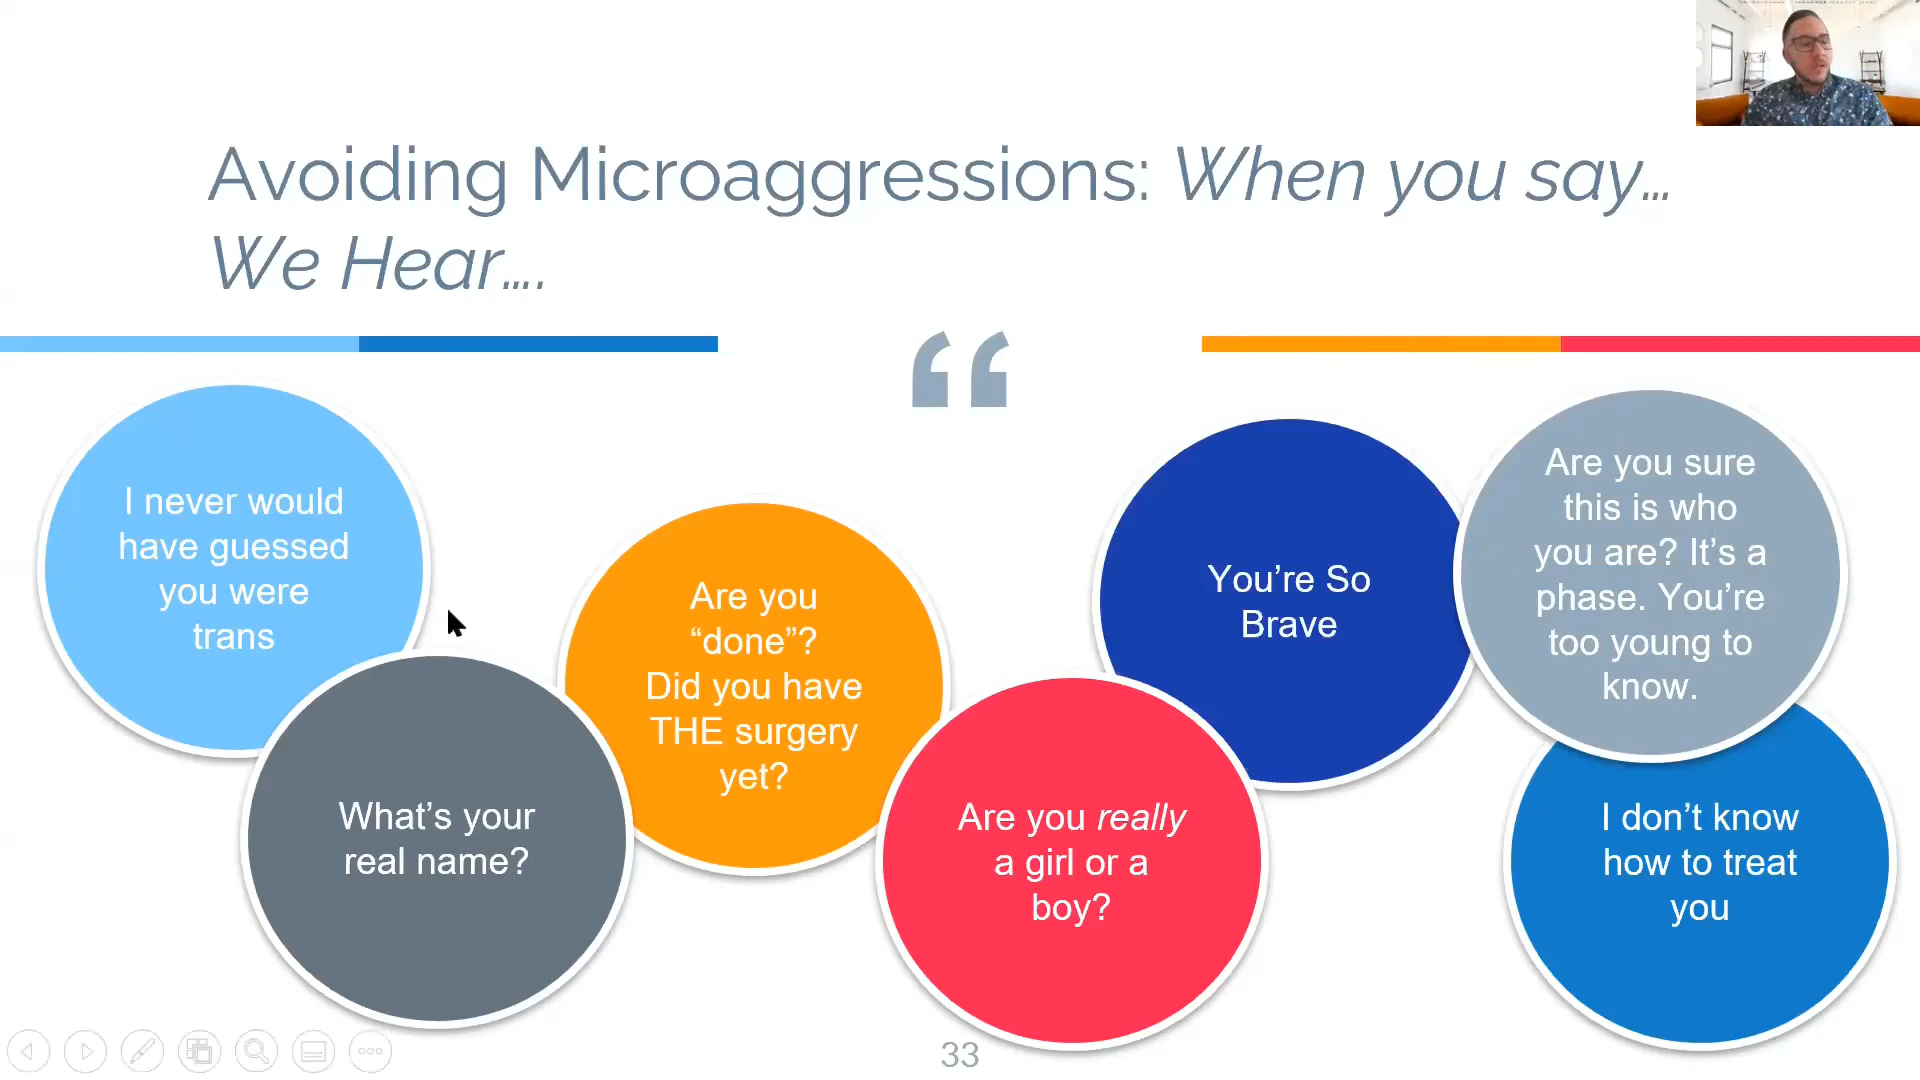 Avoiding Microaggressions: When you say…
We Hear….
“
I never would
have guessed
you were
trans
What’s your
real name?
Are you
“done”?
Did you have
THE surgery
yet?
Are you really
a girl or a
boy?
You’re So
Brave
Are you sure
this is who
you are? It’s a
phase. You’re
too young to
know.
I don’t know
how to treat
you
33